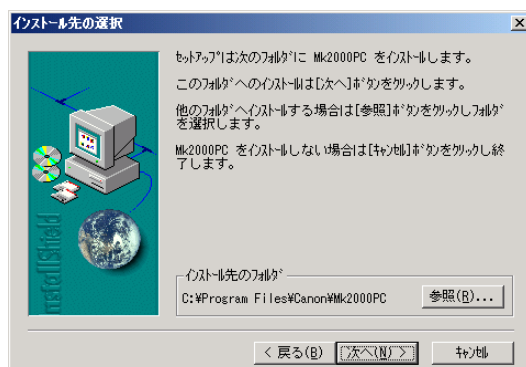 インストール先の選択
ｾｯﾄｱｯﾌﾟは次のﾌｫﾙﾀﾞに Mk2000PC をｲﾝｽﾄｰﾙします。
このﾌｫﾙﾀﾞへのｲﾝｽﾄｰﾙは[次へ]ﾎﾞﾀﾝをｸﾘｯｸします。
他のﾌｫﾙﾀﾞへｲﾝｽﾄｰﾙする場合は[参照]ﾎﾞﾀﾝをｸﾘｯｸしﾌｫﾙﾀﾞ
を選択します。
Mk2000PC をｲﾝｽﾄｰﾙしない場合は[ｷｬﾝｾﾙ]ﾎﾞﾀﾝをｸﾘｯｸし終
了します。
InstallShield
ｲﾝｽﾄｰﾙ先のﾌｫﾙﾀﾞ
C:¥Program Files¥Canon¥Mk2000PC
参照(R)...
< 戻る(B)
次へ(N) >
ｷｬﾝｾﾙ